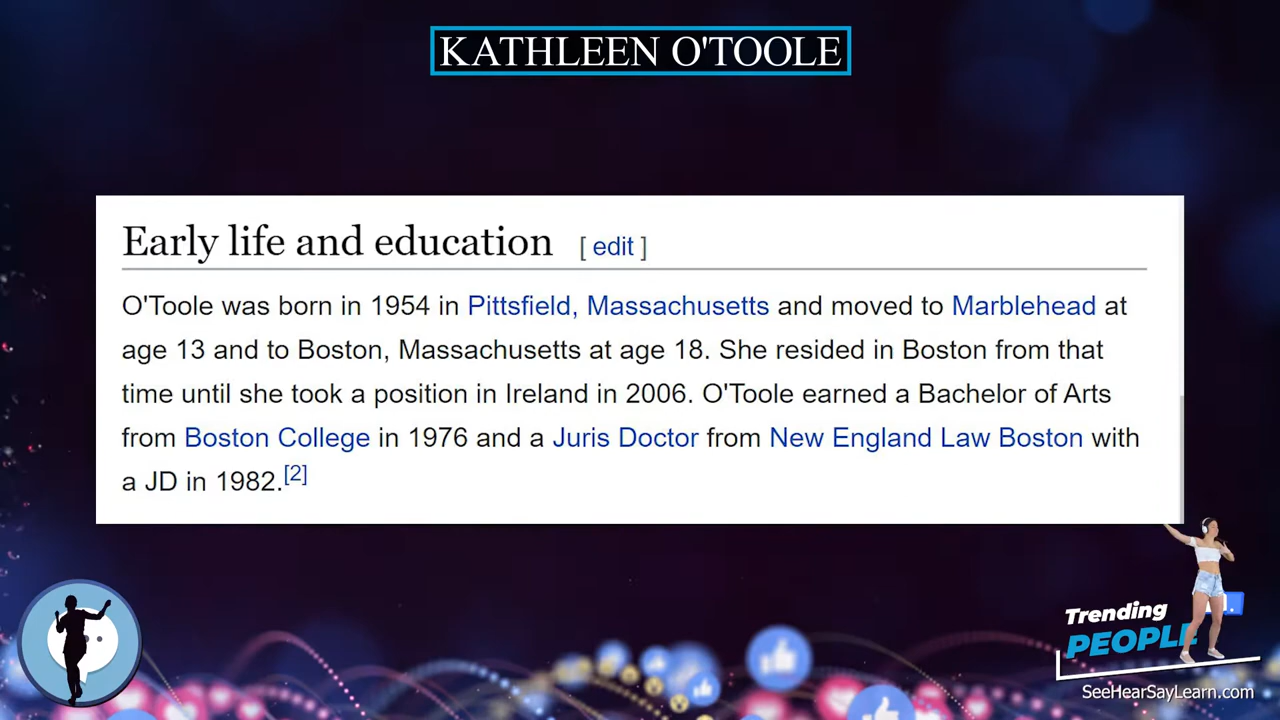 KATHLEEN O'TOOLE
Early life and education [ edit ]
O'Toole was born in 1954 in Pittsfield, Massachusetts and moved to Marblehead at
age 13 and to Boston, Massachusetts at age 18. She resided in Boston from that
time until she took a position in Ireland in 2006. O'Toole earned a Bachelor of Arts
from Boston College in 1976 and a Juris Doctor from New England Law Boston with
a JD in 1982.[2]
Trending
PEOPLE
SeeHearSayLearn.com